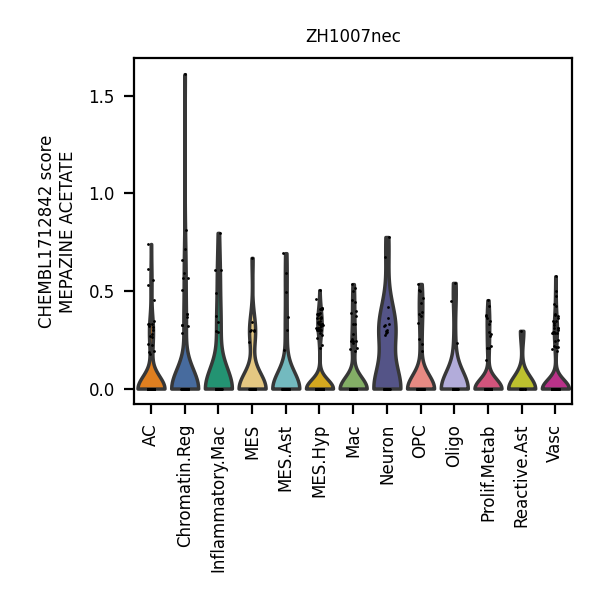 ZH1007nec
CHEMBL1712842 score
MEPAZINE ACETATE
1.5
1.0
0.5
0.0
AC
Chromatin.Reg
Inflammatory.Mac
MES
MES.Ast
MES.Hyp
Mac
Neuron
OPC
Oligo
Prolif.Metab
Reactive.Ast
Vasc